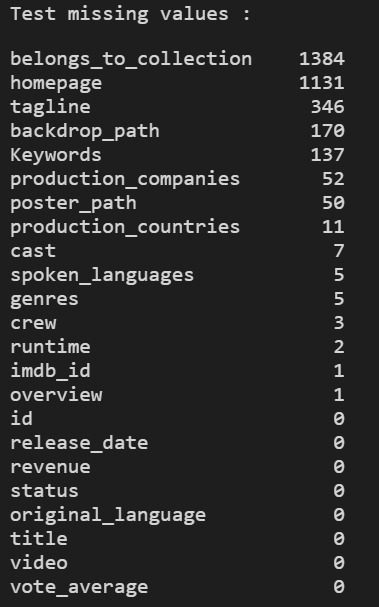 Test missing values :
belongs_to_collection 1384
homepage 1131
tagline 346
backdrop_path 170
Keywords 137
production_companies 52
poster_path 50
production_countries 11
cast 7
spoken_languages 5
genres 5
crew 3
runtime 2
imdb_id 1
overview 1
id 0
release_date 0
revenue 0
status 0
original_language 0
title 0
video 0
vote_average 0